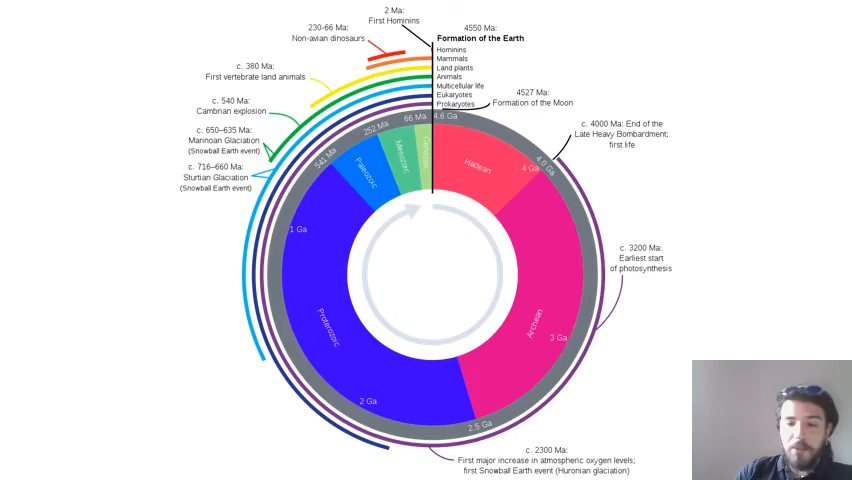 2 Ma:
First Hominins
230-66 Ma:
Non-avian dinosaurs
4550 Ma:
Formation of the Earth
Hominins
Mammals
Land plants
Animals
Multicellular life
Eukaryotes
Prokaryotes
4527 Ma:
Formation of the Moon
c. 380 Ma:
First vertebrate land animals
c. 540 Ma:
Cambrian explosion
c. 650–635 Ma:
Marinoan Glaciation
(Snowball Earth event)
c. 716–660 Ma:
Sturtian Glaciation
(Snowball Earth event)
c. 4000 Ma: End of the
Late Heavy Bombardment;
first life
c. 3200 Ma:
Earliest start
of photosynthesis
c. 2300 Ma:
First major increase in atmospheric oxygen levels;
first Snowball Earth event (Huronian glaciation)
4.6 Ga
4.0 Ga
2.5 Ga
541 Ma
252 Ma
66 Ma
Hadean
4 Ga
Archean
3 Ga
2 Ga
Proterozoic
1 Ga
Paleozoic
Mesozoic
Cenozoic